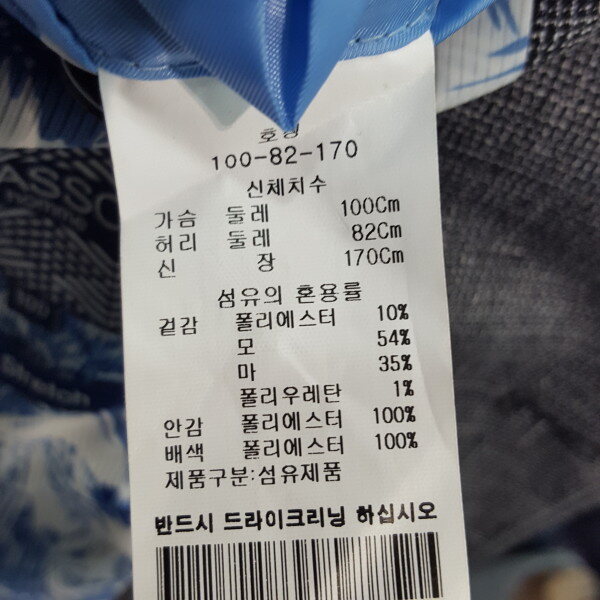 호칭
100-82-170
신체치수
가슴 둘레 100Cm
허리 둘레 82Cm
신 장 170Cm
섬유의 혼용률
겉감 폴리에스터 10%
모 54%
마 35%
폴리우레탄 1%
안감 폴리에스터 100%
배색 폴리에스터 100%
제품구분:섬유제품
반드시 드라이크리닝 하십시오
ASSO
Stretch